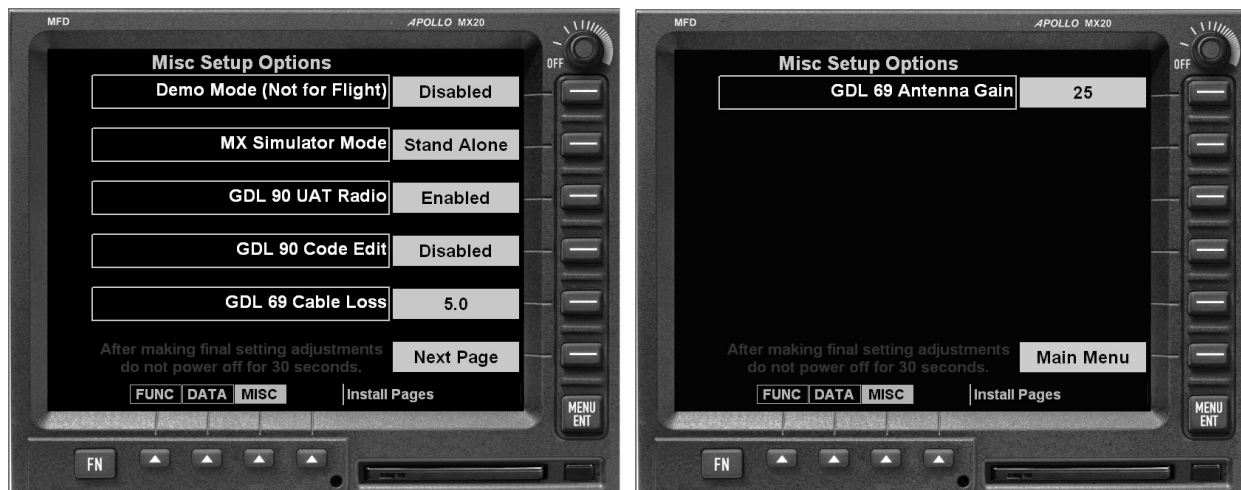 MFD
APOLLO MX20
OFF
Misc Setup Options
Demo Mode (Not for Flight) Disabled
MX Simulator Mode Stand Alone
GDL 90 UAT Radio Enabled
GDL 90 Code Edit Disabled
GDL 69 Cable Loss 5.0
After making final setting adjustments
do not power off for 30 seconds.
Next Page
FUNC DATA MISC Install Pages
MENU
ENT
FN
MFD
APOLLO MX20
OFF
Misc Setup Options
GDL 69 Antenna Gain 25
After making final setting adjustments
do not power off for 30 seconds.
Main Menu
FUNC DATA MISC Install Pages
MENU
ENT
FN